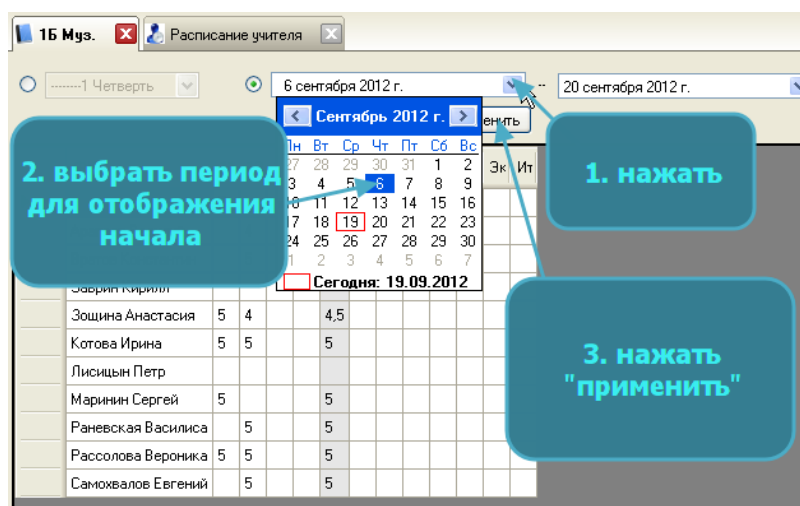 1Б Муз. Расписание учителя
-------1 Четверть 6 сентября 2012 г. -- 20 сентября 2012 г.
Сентябрь 2012 г.
енить
Пн Вт Ср Чт Пт Сб Вс
27 28 29 30 31 1 2
3 4 5 6 7 8 9
10 11 12 13 14 15 16
17 18 19 20 21 22 23
24 25 26 27 28 29 30
1 2 3 4 5 6 7
Сегодня: 19.09.2012
Эк Ит
1. нажать
2. выбрать период
для отображения
начала
3. нажать
"применить"
Заврин Кирилл
Зощина Анастасия 5 4 4,5
Котова Ирина 5 5 5
Лисицын Петр
Маринин Сергей 5 5
Раневская Василиса 5 5
Рассолова Вероника 5 5 5
Самохвалов Евгений 5 5